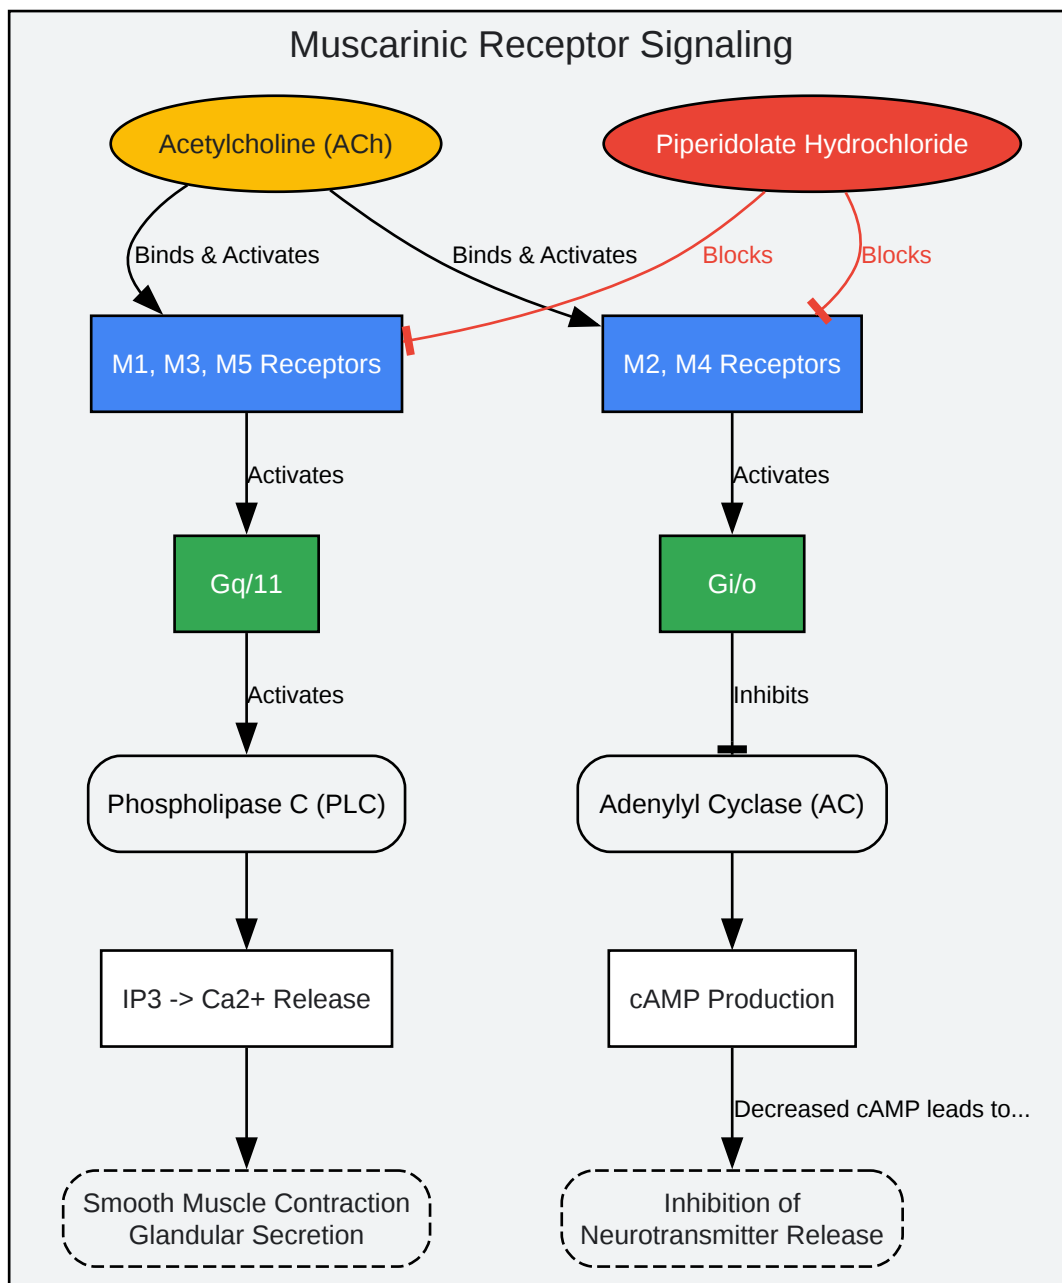 Muscarinic Receptor Signaling
Acetylcholine (ACh)
Piperidolate Hydrochloride
Binds & Activates
Binds & Activates
Blocks
Blocks
M1, M3, M5 Receptors
M2, M4 Receptors
Activates
Activates
Gq/11
Gi/o
Activates
Inhibits
Phospholipase C (PLC)
Adenylyl Cyclase (AC)
IP3 -> Ca2+ Release
cAMP Production
Decreased cAMP leads to...
Smooth Muscle Contraction
Glandular Secretion
Inhibition of
Neurotransmitter Release